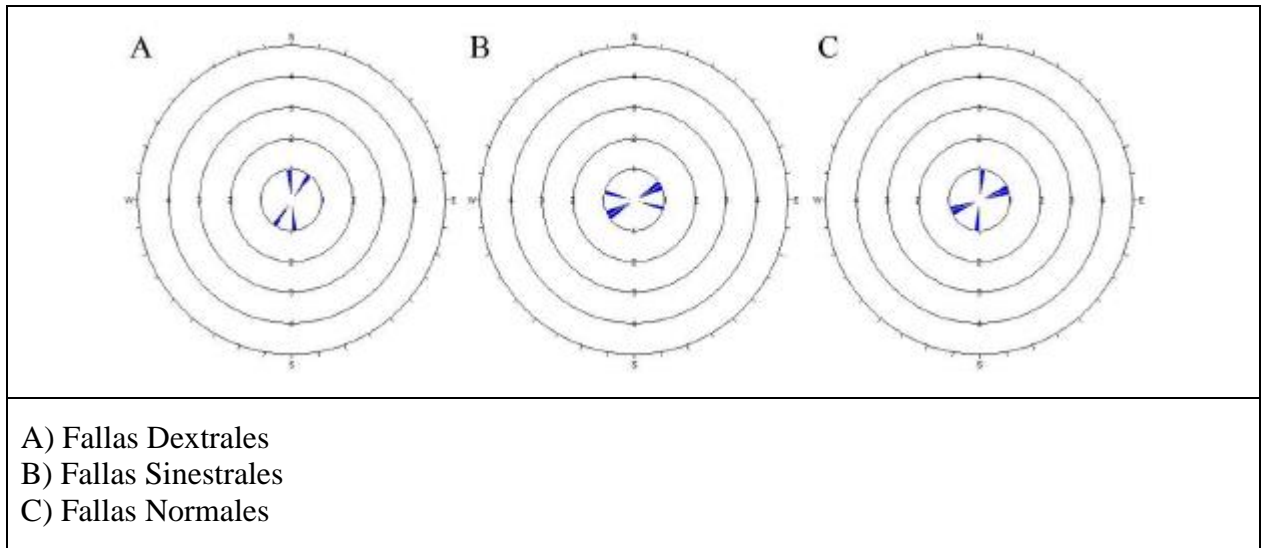 A B C
N N N
W E W E W E
S S S
A) Fallas Dextrales
B) Fallas Sinestrales
C) Fallas Normales